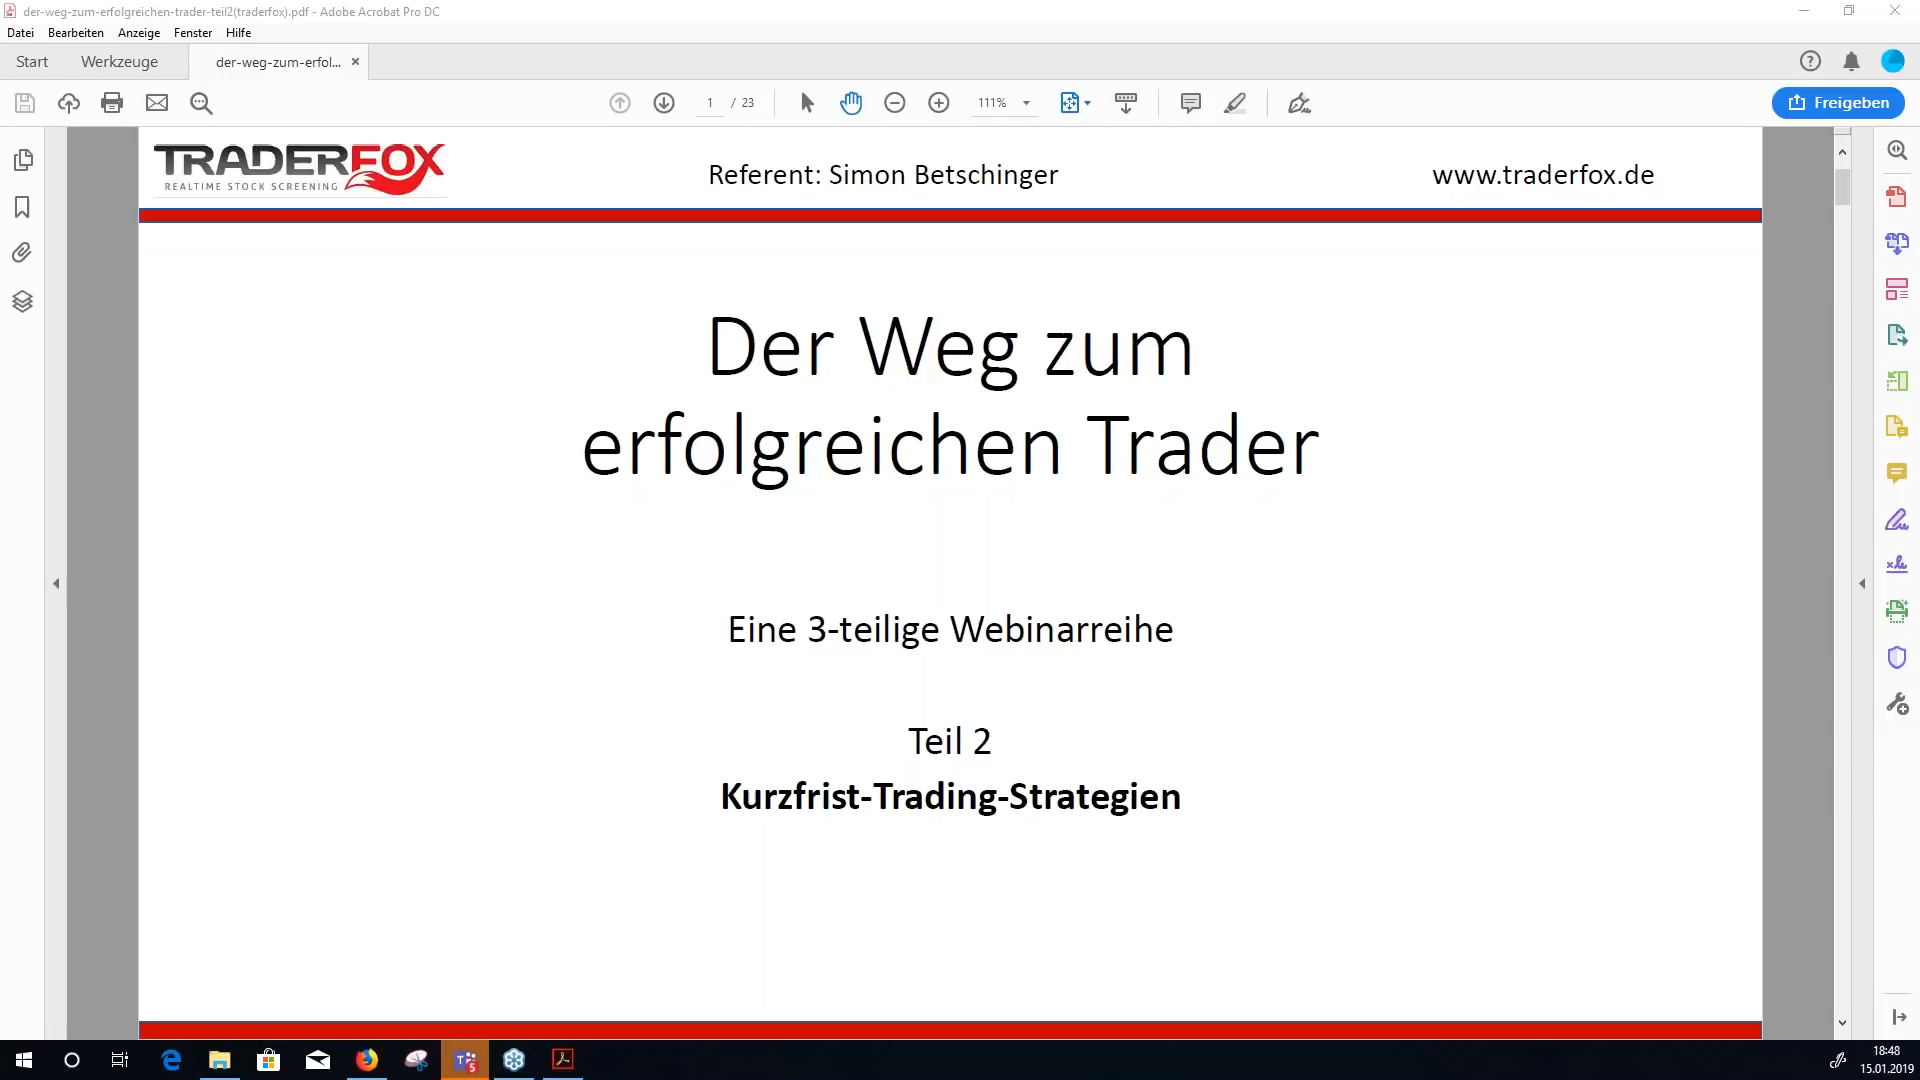 der-weg-zum-erfolgreichen-trader-teil2(traderfox).pdf - Adobe Acrobat Pro DC
Datei Bearbeiten Anzeige Fenster Hilfe
Start Werkzeuge der-weg-zum-erfol... ×
1 / 23 111% Freigeben
TRADERFOX
REALTIME STOCK SCREENING
Referent: Simon Betschinger
www.traderfox.de
Der Weg zum
erfolgreichen Trader
Eine 3-teilige Webinarreihe
Teil 2
Kurzfrist-Trading-Strategien
18:48
15.01.2019